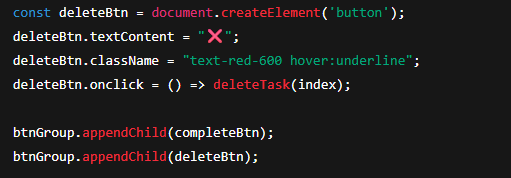 const deleteBtn = document.createElement('button');
deleteBtn.textContent = "❌";
deleteBtn.className = "text-red-600 hover:underline";
deleteBtn.onclick = () => deleteTask(index);
btnGroup.appendChild(completeBtn);
btnGroup.appendChild(deleteBtn);